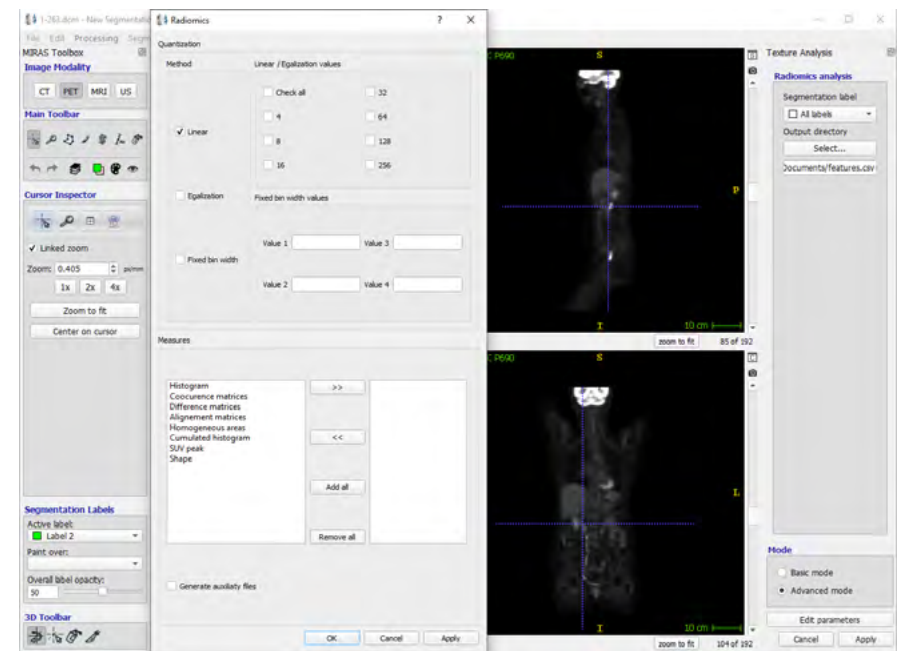 1-263.dcm - New Segmentatio
File Edit Processing Segm
MIRAS Toolbox
Image Modality
CT PET MRI US
Main Toolbar
Cursor Inspector
Linked zoom
Zoom: 0.405 px/mm
1x 2x 4x
Zoom to fit
Center on cursor
Segmentation Labels
Active label:
Label 2
Paint over:
Overall label opacity:
50
3D Toolbar
Radiomics ? X
Quantization
Method Linear / Egalization values
Check all 32
4 64
Linear
8 128
16 256
Egalization Fixed bin width values
Value 1 Value 3
Fixed bin width
Value 2 Value 4
Measures
Histogram
Coocurence matrices
Difference matrices
Alignement matrices
Homogeneous areas
Cumulated histogram
SUV peak
Shape
>>
<<
Add all
Remove all
Generate auxiliaty files
OK Cancel Apply
C P690 S
P
I 10 cm
zoom to fit 85 of 192
C P690 S
L
I 10 cm
zoom to fit 104 of 192
Texture Analysis
Radiomics analysis
Segmentation label
All labels
Output directory
Select...
Documents/features.csv
Mode
Basic mode
Advanced mode
Edit parameters
Cancel Apply